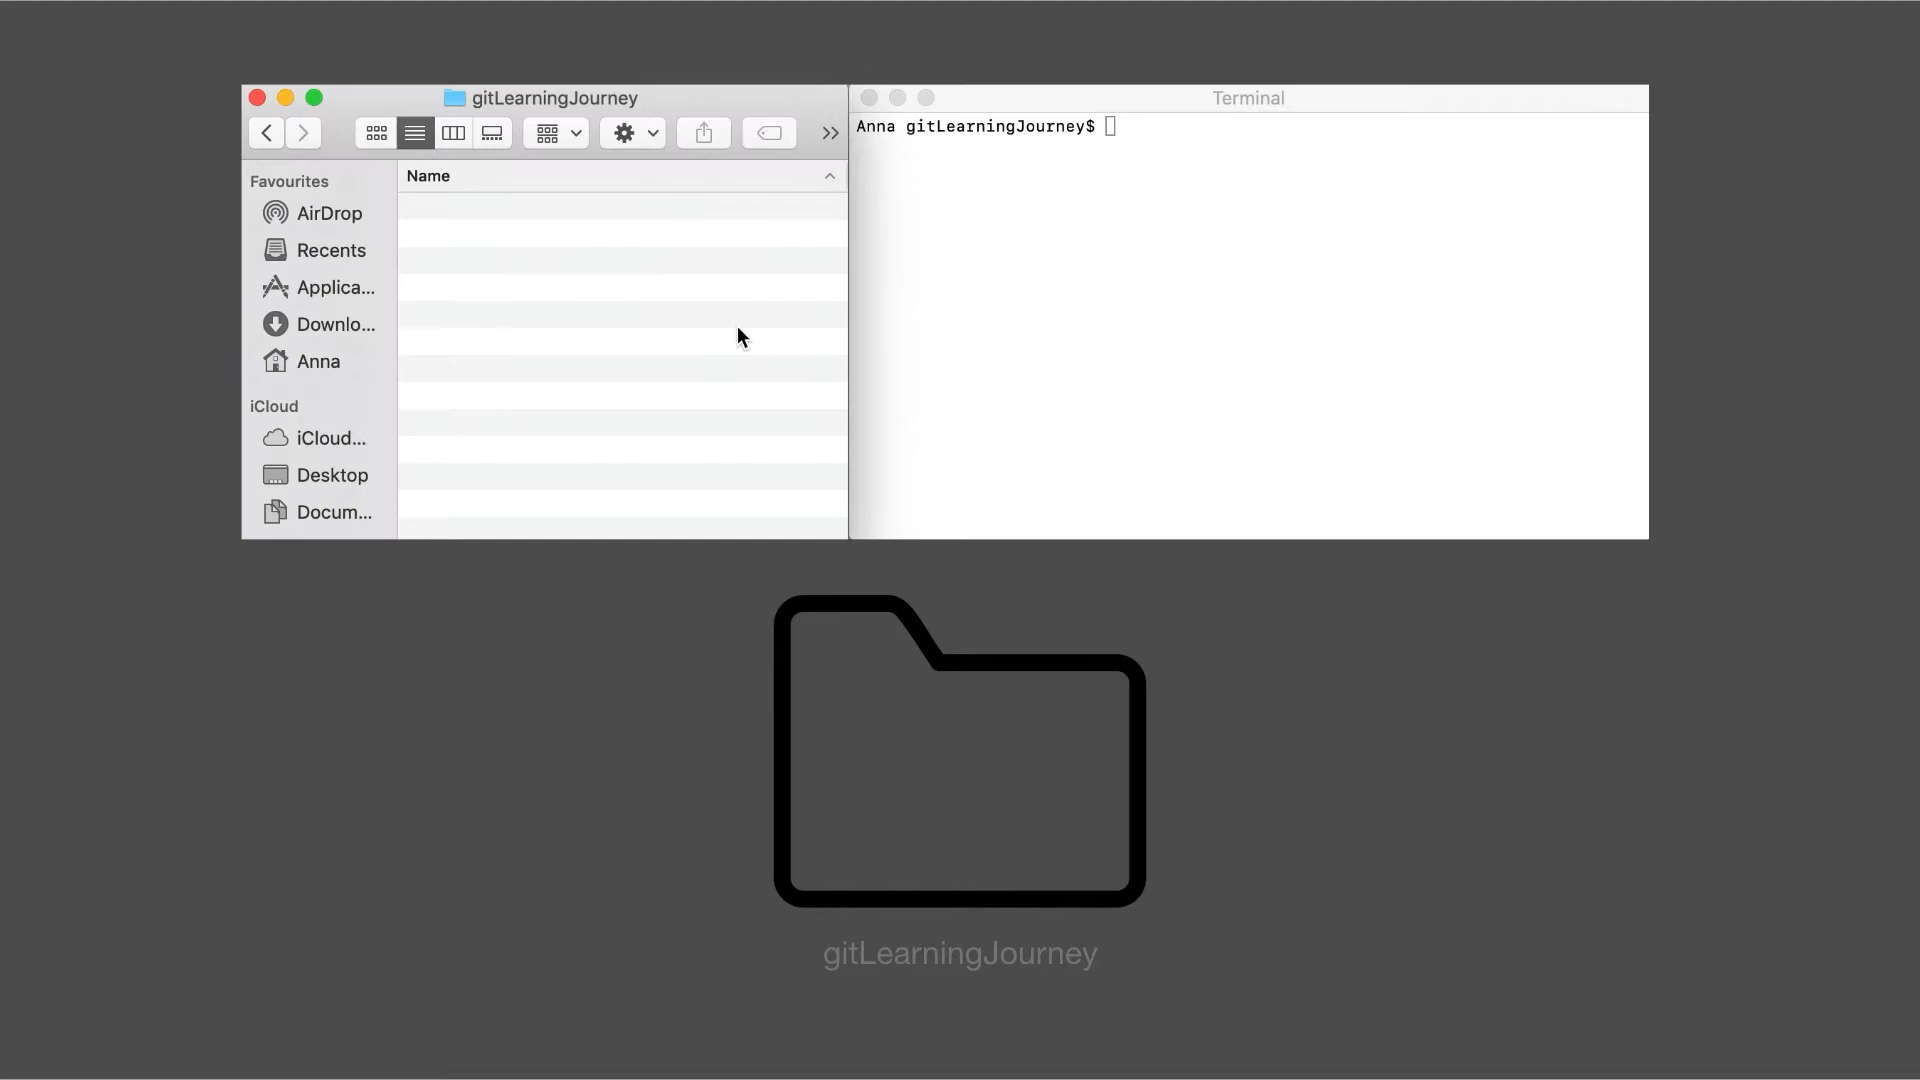 gitLearningJourney
Name
Favourites
AirDrop
Recents
Applica...
Downlo...
Anna
iCloud
iCloud...
Desktop
Docum...
Terminal
Anna gitLearningJourney$
gitLearningJourney